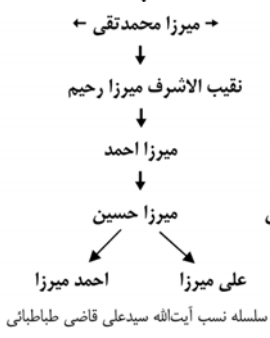 میرزا محمدتقی
نقیب الاشرف میرزا رحیم
میرزا احمد
میرزا حسین
علی میرزا احمد میرزا
سلسله نسب آیت‌الله سیدعلی قاضی طباطبائی